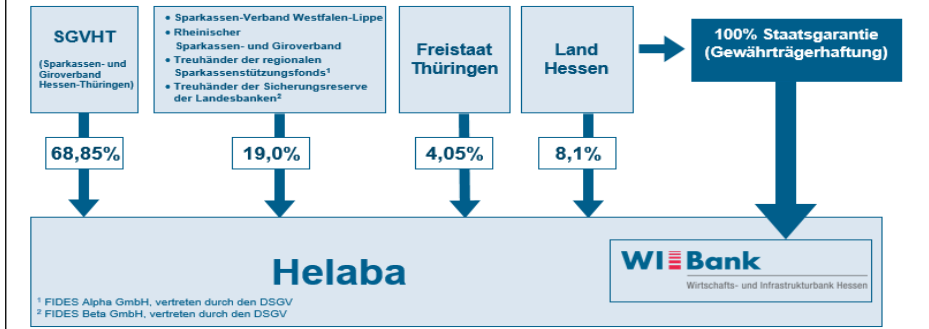 SGVHT
(Sparkassen- und
Giroverband
Hessen-Thüringen)
• Sparkassen-Verband Westfalen-Lippe
• Rheinischer
Sparkassen- und Giroverband
• Treuhänder der regionalen
Sparkassenstützungsfonds¹
• Treuhänder der Sicherungsreserve
der Landesbanken²
Freistaat
Thüringen
Land
Hessen
100% Staatsgarantie
(Gewährträgerhaftung)
68,85%
19,0%
4,05%
8,1%
Helaba
WIBank
Wirtschafts- und Infrastrukturbank Hessen
¹ FIDES Alpha GmbH, vertreten durch den DSGV
² FIDES Beta GmbH, vertreten durch den DSGV